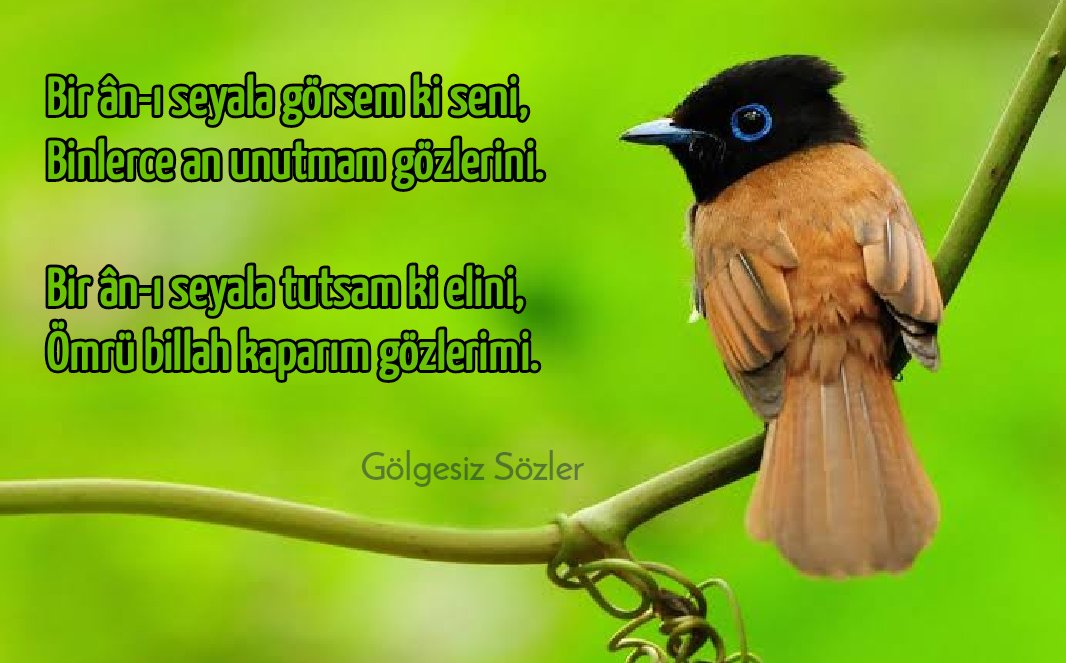 Bir ân-ı seyala görsem ki seni,
Binlerce an unutmam gözlerini.
Bir ân-ı seyala tutsam ki elini,
Ömrü billah kaparım gözlerimi.
Gölgesiz Sözler